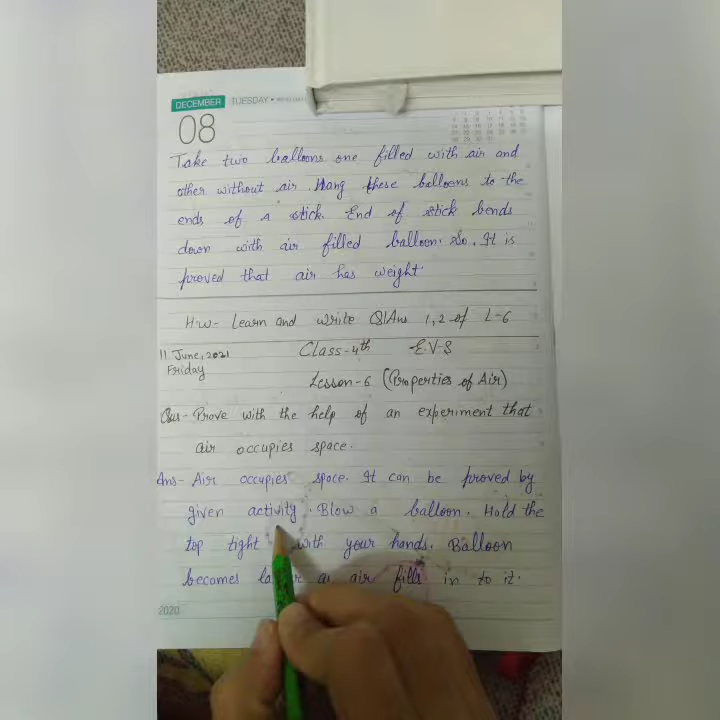 DECEMBER TUESDAY
08
Take two balloons one filled with air and
other without air. Hang these balloons to the
ends of a stick. End of stick bends
down with air filled balloon. So, It is
proved that air has weight.
H.W- Learn and write Q/Ans 1,2 of L-6
11 June, 2021 Class-4th E.V.S
Friday
Lesson-6 (Properties of Air)
Que- Prove with the help of an experiment that
air occupies space.
Ans- Air occupies space. It can be proved by
given activity. Blow a balloon. Hold the
top tight with your hands. Balloon
becomes as air fills in to it.
2020